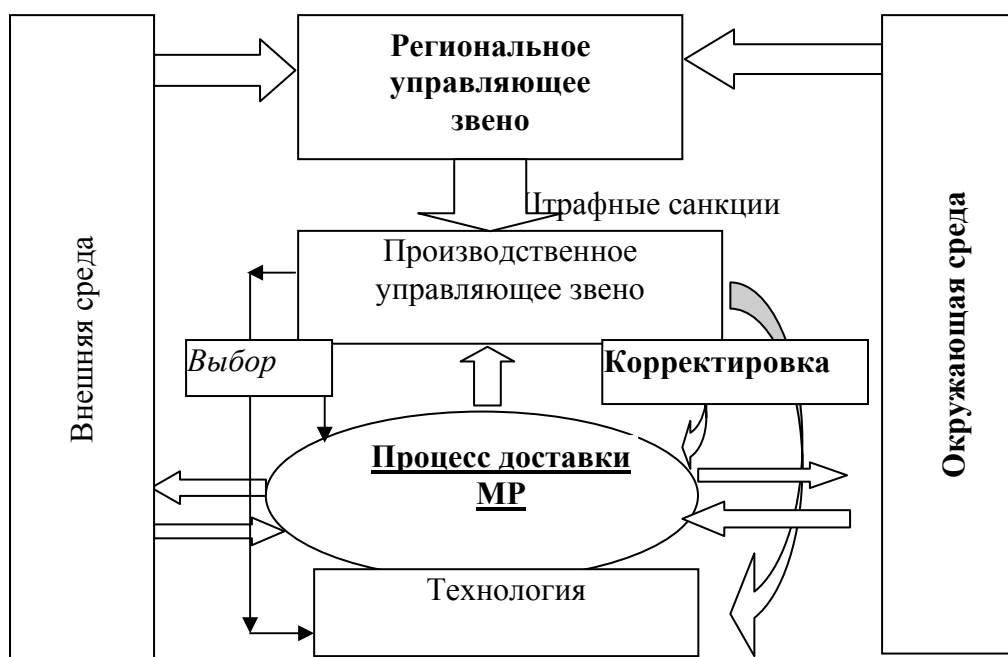 Региональное
управляющее
звено
Штрафные санкции
Производственное
управляющее звено
Выбор
Корректировка
Процесс доставки
МР
Технология
Внешняя среда
Окружающая среда